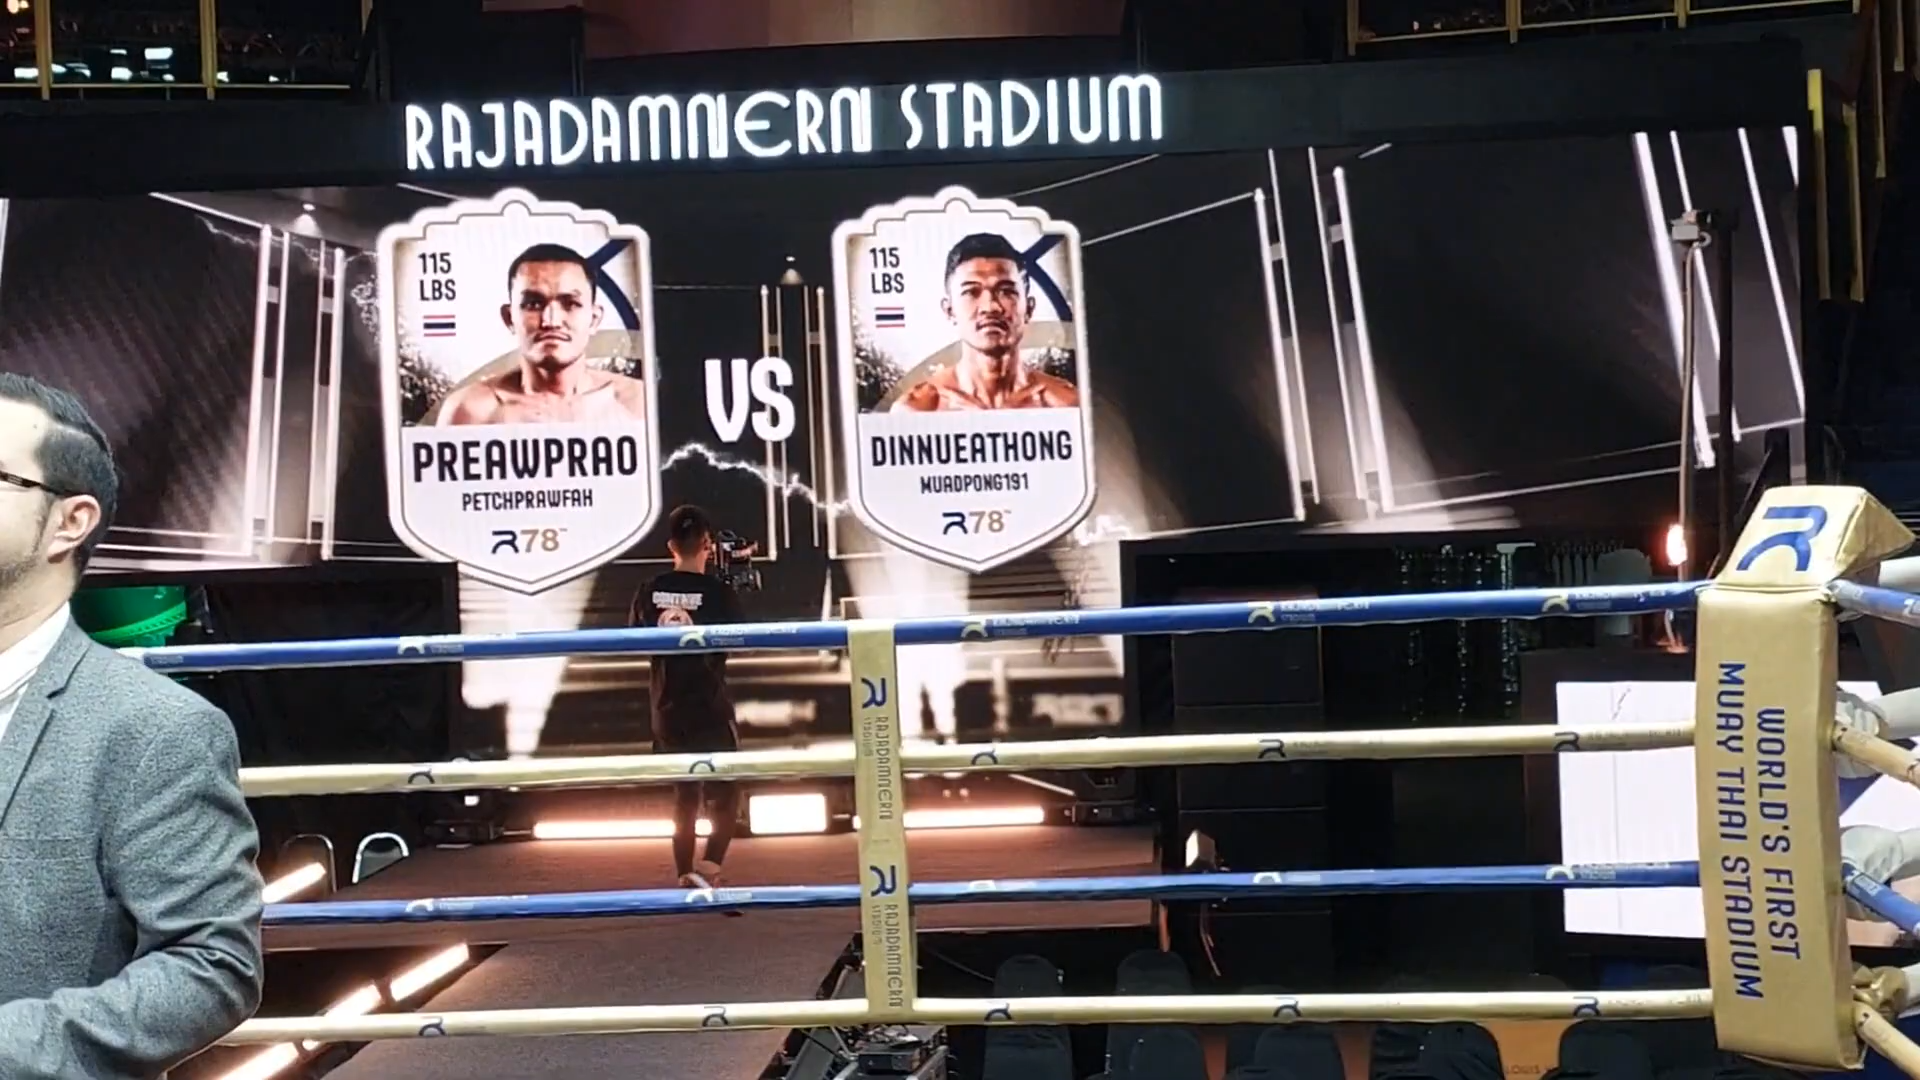 RAJADAMNERN STADIUM
115
LBS
PREAWPRAO
PETCHPRAWFAH
R78
VS
115
LBS
DINNUEATHONG
MUADPONG191
R78
RAJADAMNERN
STADIUM
RAJADAMNERN
STADIUM
WORLD'S FIRST
MUAY THAI STADIUM